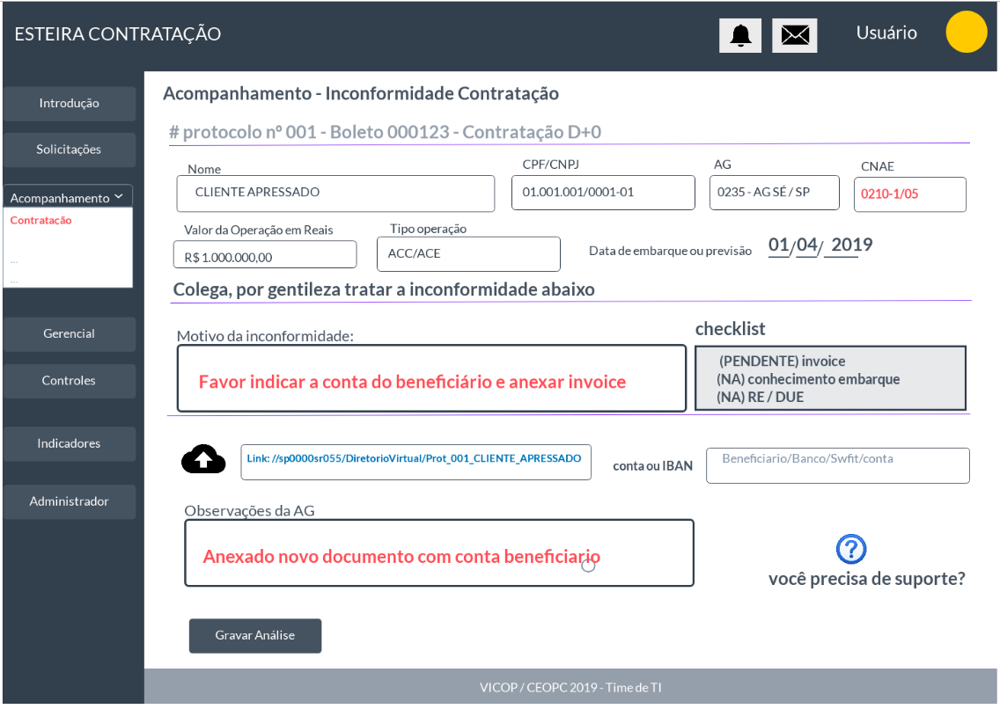 ESTEIRA CONTRATAÇÃO
Usuário
Introdução
Solicitações
Acompanhamento
Contratacão
...
...
Gerencial
Controles
Indicadores
Administrador
Acompanhamento - Inconformidade Contratação
# protocolo nº 001 - Boleto 000123 - Contratação D+0
Nome
CPF/CNPJ
AG
CNAE
CLIENTE APRESSADO
01.001.001/0001-01
0235 - AG SÉ / SP
0210-1/05
Valor da Operação em Reais
Tipo operação
R$ 1.000.000,00
ACC/ACE
Data de embarque ou previsão
01/04/ 2019
Colega, por gentileza tratar a inconformidade abaixo
Motivo da inconformidade:
Favor indicar a conta do beneficiário e anexar invoice
checklist
(PENDENTE) invoice
(NA) conhecimento embarque
(NA) RE / DUE
Link: //sp0000sr055/DiretorioVirtual/Prot_001_CLIENTE_APRESSADO
conta ou IBAN
Beneficiario/Banco/Swfit/conta
Observações da AG
Anexado novo documento com conta beneficiario
?
você precisa de suporte?
Gravar Análise
VICOP / CEOPC 2019 - Time de TI